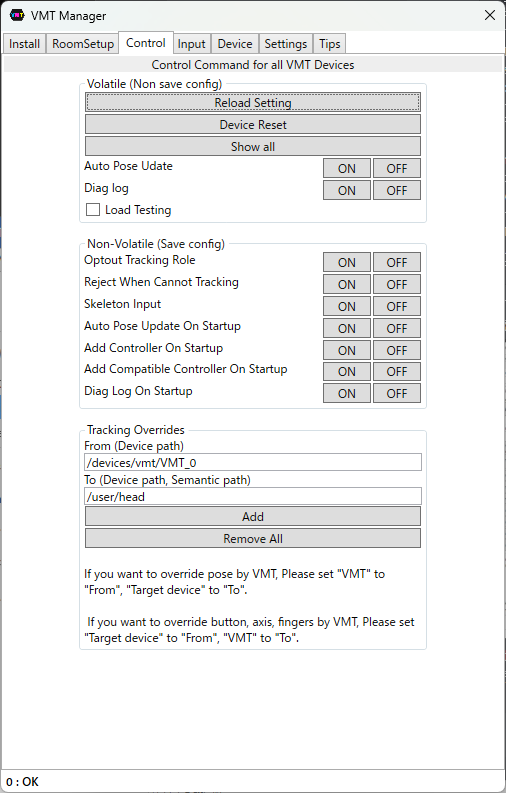 VMT Manager
Install RoomSetup Control Input Device Settings Tips
Control Command for all VMT Devices
Volatile (Non save config)
Reload Setting
Device Reset
Show all
Auto Pose Udate ON OFF
Diag log ON OFF
Load Testing
Non-Volatile (Save config)
Optout Tracking Role ON OFF
Reject When Cannot Tracking ON OFF
Skeleton Input ON OFF
Auto Pose Update On Startup ON OFF
Add Controller On Startup ON OFF
Add Compatible Controller On Startup ON OFF
Diag Log On Startup ON OFF
Tracking Overrides
From (Device path)
/devices/vmt/VMT_0
To (Device path, Semantic path)
/user/head
Add
Remove All
If you want to override pose by VMT, Please set "VMT" to
"From", "Target device" to "To".
If you want to override button, axis, fingers by VMT, Please set
"Target device" to "From", "VMT" to "To".
0 : OK